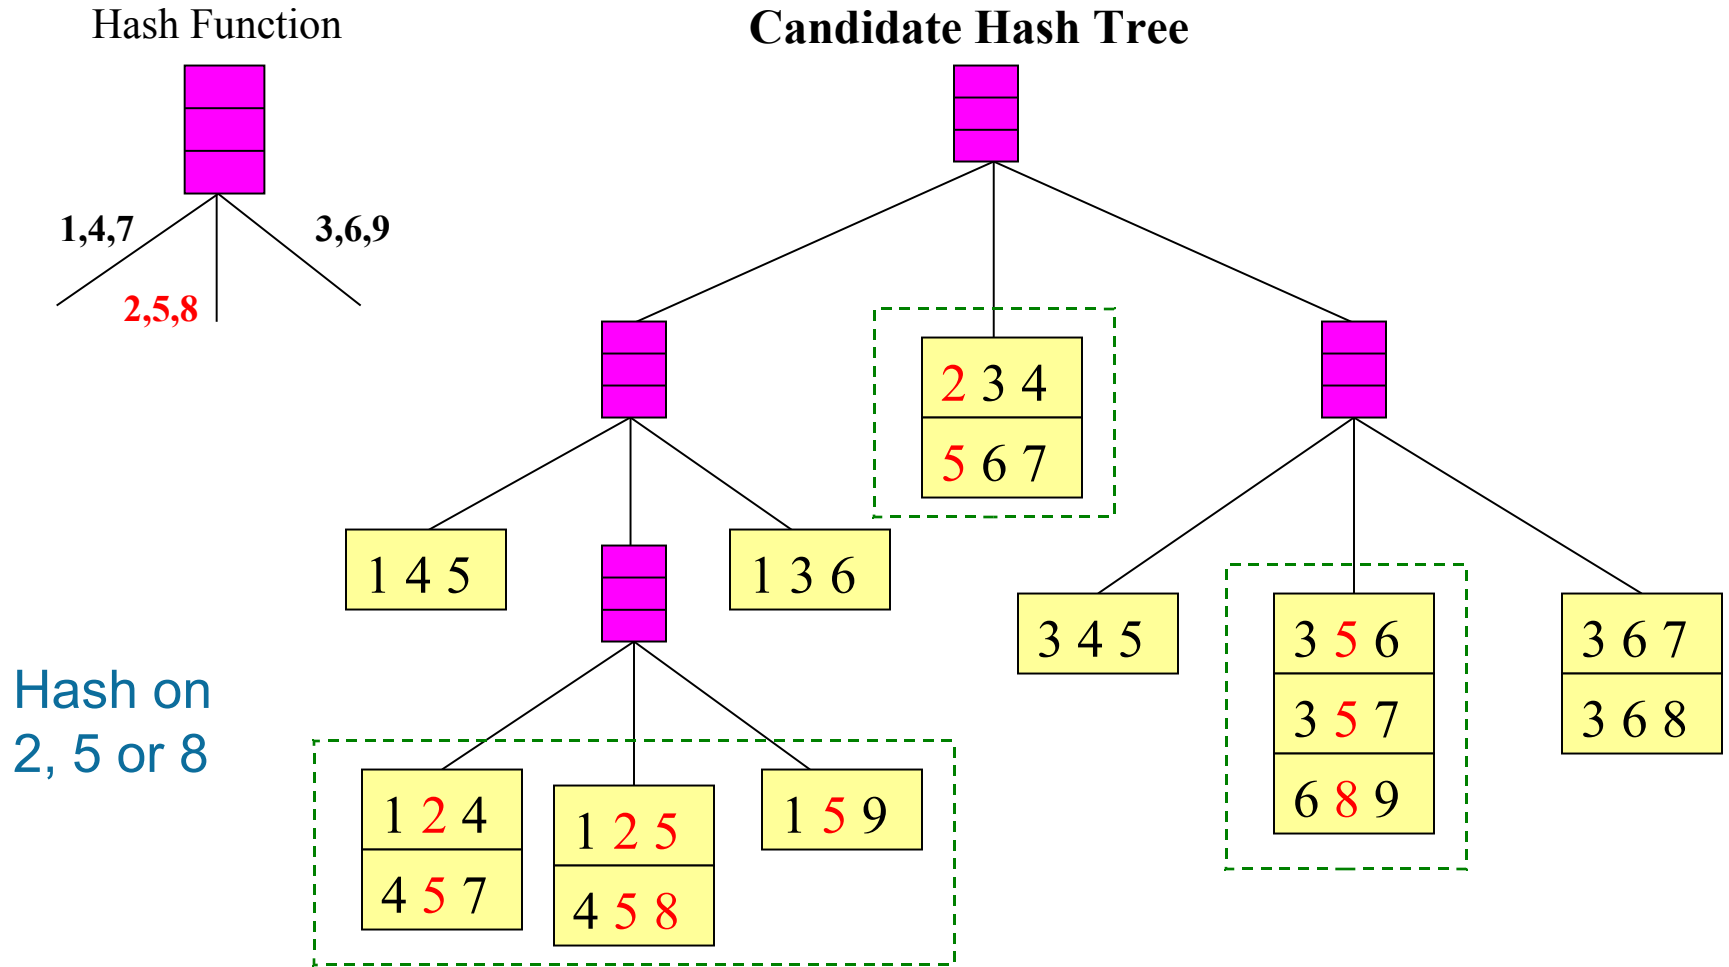 Hash Function
Candidate Hash Tree
1,4,7
3,6,9
2,5,8
2 3 4
5 6 7
1 4 5
1 3 6
3 4 5
3 5 6
3 5 7
6 8 9
3 6 7
3 6 8
Hash on
2, 5 or 8
1 2 4
4 5 7
1 2 5
4 5 8
1 5 9